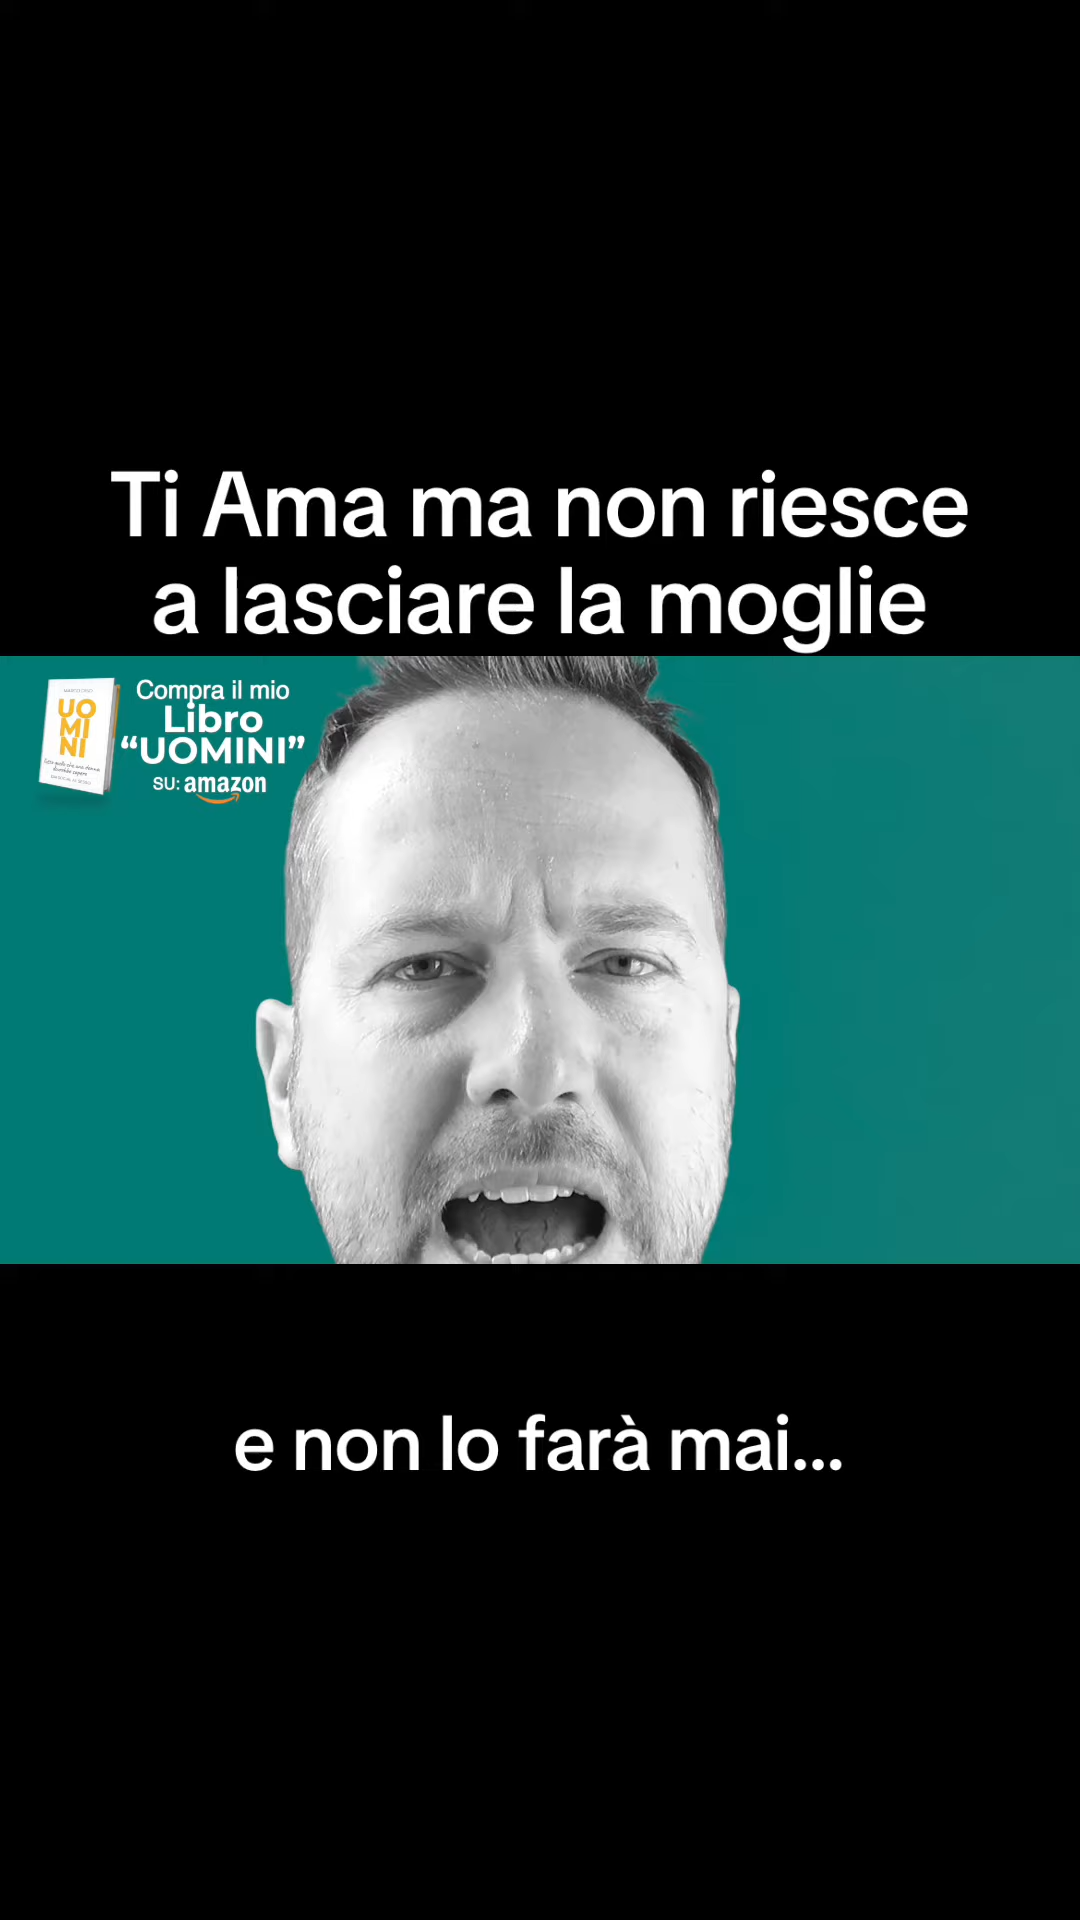 Ti Ama ma non riesce
a lasciare la moglie
Compra il mio
Libro
“UOMINI”
SU: amazon
UO
MI
NI
e non lo farà mai...